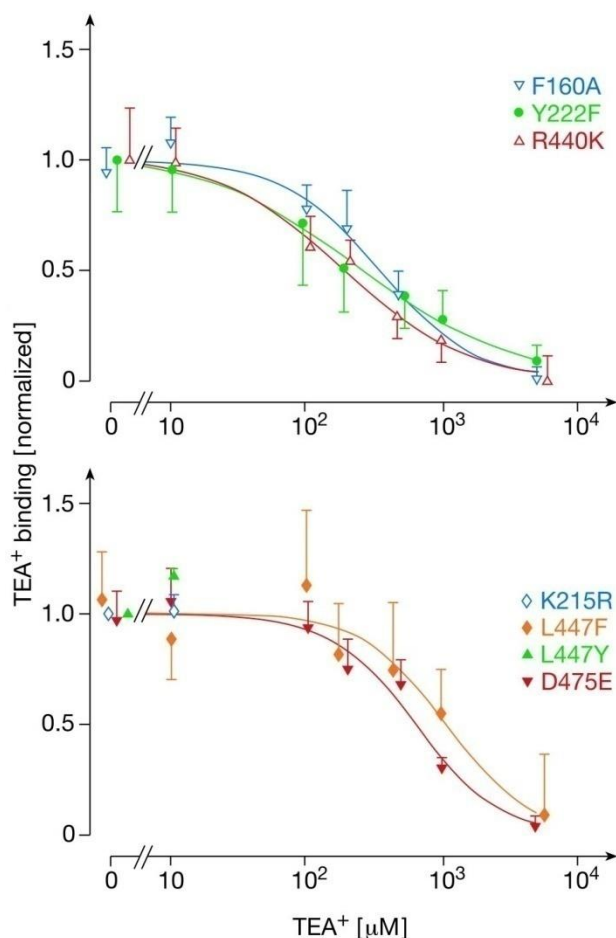 1.5
1.0
0.5
0
▽ F160A
● Y222F
△ R440K
0 10 10² 10³ 10⁴
TEA⁺ binding [normalized]
1.5
1.0
0.5
0
◇ K215R
◆ L447F
▲ L447Y
▼ D475E
0 10 10² 10³ 10⁴
TEA⁺ [μM]